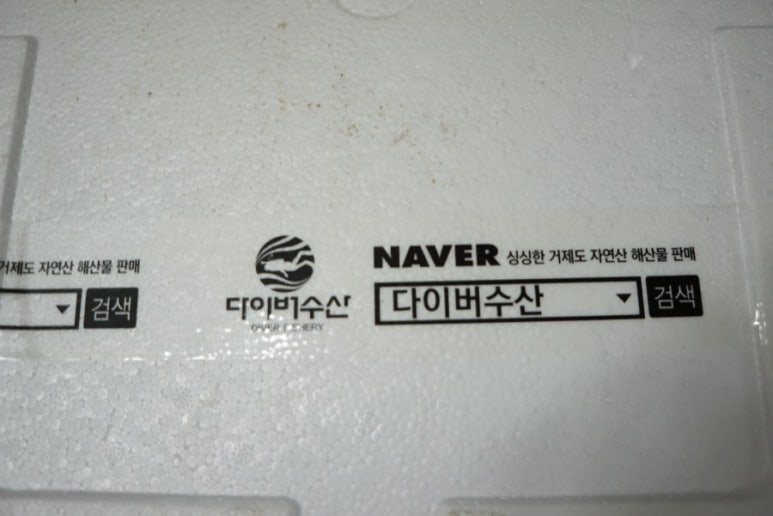 거제도 자연산 해산물 판매
검색
다이버수산
DIVER FISHERY
NAVER 싱싱한 거제도 자연산 해산물 판매
다이버수산 검색